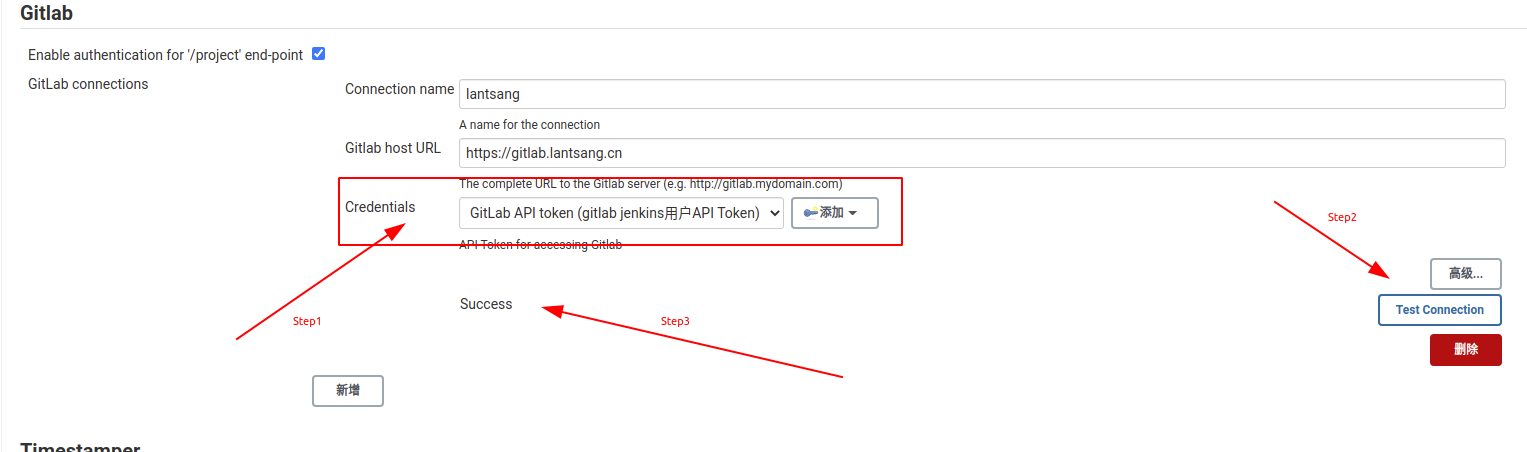 Gitlab
Enable authentication for '/project' end-point
GitLab connections
Connection name
lantsang
A name for the connection
Gitlab host URL
https://gitlab.lantsang.cn
The complete URL to the Gitlab server (e.g. http://gitlab.mydomain.com)
Credentials
GitLab API token (gitlab jenkins用户API Token)
添加
Step2
API Token for accessing Gitlab
高级...
Success
Test Connection
Step1
Step3
删除
新增
Timestamper